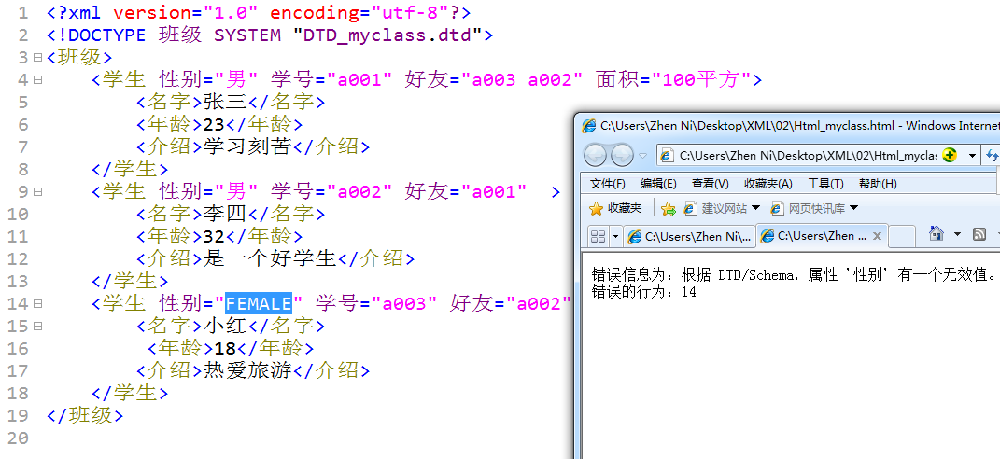 1 <?xml version="1.0" encoding="utf-8"?>
2 <!DOCTYPE 班级 SYSTEM "DTD_myclass.dtd">
3 <班级>
4 <学生 性别="男" 学号="a001" 好友="a003 a002" 面积="100平方">
5 <名字>张三</名字>
6 <年龄>23</年龄>
7 <介绍>学习刻苦</介绍>
8 </学生>
9 <学生 性别="男" 学号="a002" 好友="a001" >
10 <名字>李四</名字>
11 <年龄>32</年龄>
12 <介绍>是一个好学生</介绍>
13 </学生>
14 <学生 性别="FEMALE" 学号="a003" 好友="a002"
15 <名字>小红</名字>
16 <年龄>18</年龄>
17 <介绍>热爱旅游</介绍>
18 </学生>
19 </班级>
20
C:\Users\Zhen Ni\Desktop\XML\02\Html_myclass.html - Windows Internet
C:\Users\Zhen Ni\Desktop\XML\02\Html_myclas
文件(F) 编辑(E) 查看(V) 收藏夹(A) 工具(T) 帮助(H)
收藏夹 建议网站 网页快讯库
C:\Users\Zhen Ni\... C:\Users\Zhen ... X
错误信息为：根据 DTD/Schema，属性 '性别' 有一个无效值。
错误的行为：14